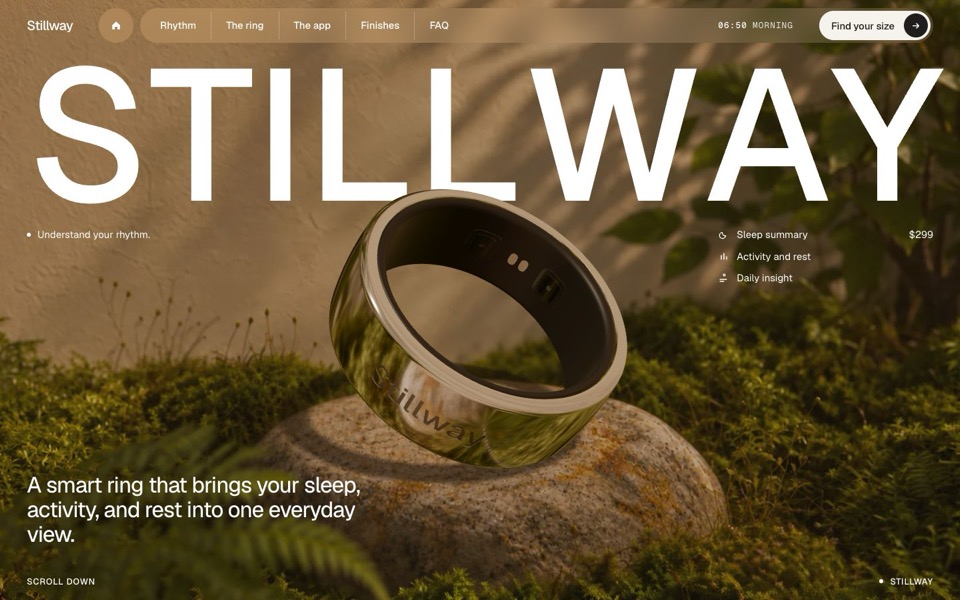 Stillway
Rhythm
The ring
The app
Finishes
FAQ
06:50 MORNING
Find your size
STILLWAY
Understand your rhythm.
Sleep summary
$299
Activity and rest
Daily insight
Stillway
A smart ring that brings your sleep,
activity, and rest into one everyday
view.
SCROLL DOWN
STILLWAY